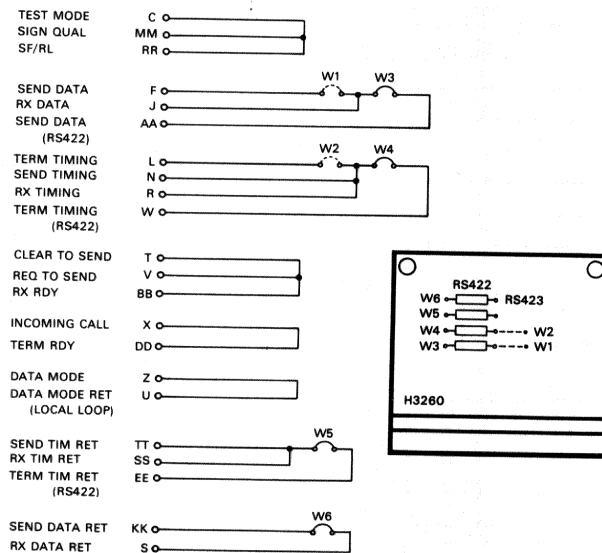 TEST MODE C
SIGN QUAL MM
SF/RL RR
W1 W3
SEND DATA F
RX DATA J
SEND DATA AA
(RS422)
W2 W4
TERM TIMING L
SEND TIMING N
RX TIMING R
TERM TIMING W
(RS422)
CLEAR TO SEND T
REQ TO SEND V
RX RDY BB
INCOMING CALL X
TERM RDY DD
DATA MODE Z
DATA MODE RET U
(LOCAL LOOP)
W5
SEND TIM RET TT
RX TIM RET SS
TERM TIM RET EE
(RS422)
W6
SEND DATA RET KK
RX DATA RET S
RS422
W6 RS423
W5
W4 W2
W3 W1
H3260